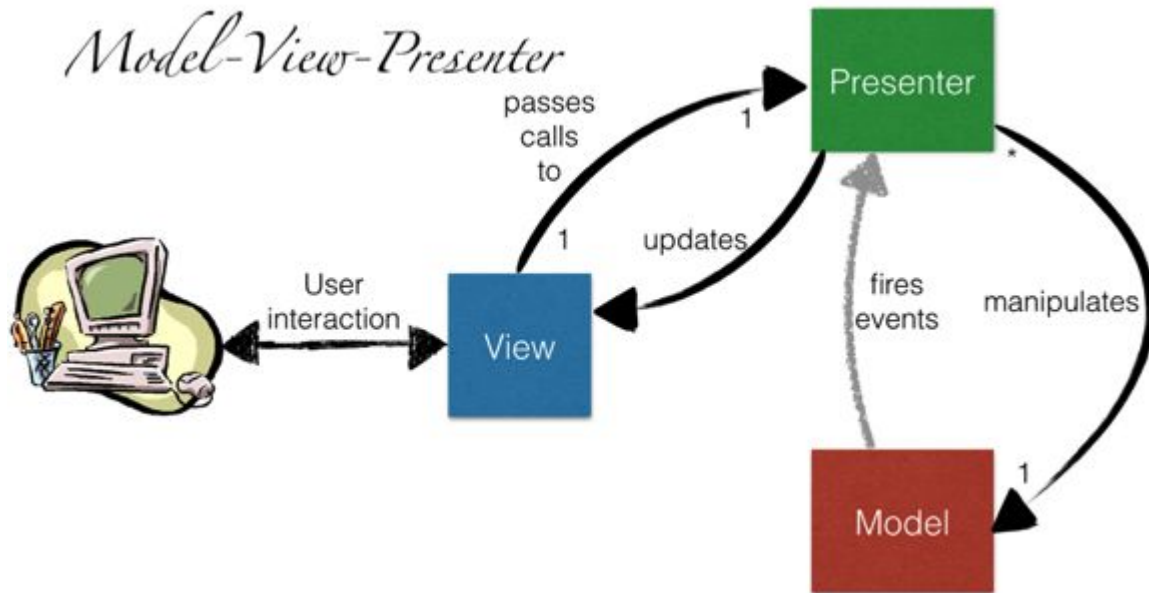 Model-View-Presenter
Presenter
passes
calls
to
1
*
1
updates
User
interaction
View
fires
events
manipulates
1
Model